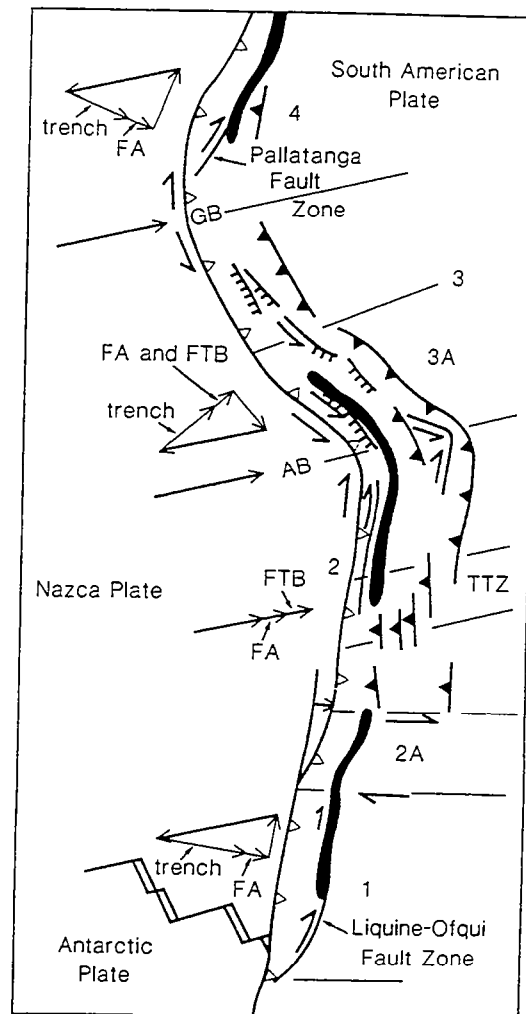 South American
Plate
4
trench
FA
Pallatanga
Fault
Zone
GB
3
3A
FA and FTB
trench
AB
2
Nazca Plate
FTB
FA
TTZ
2A
trench
FA
1
Liquine-Ofqui
Fault Zone
Antarctic
Plate